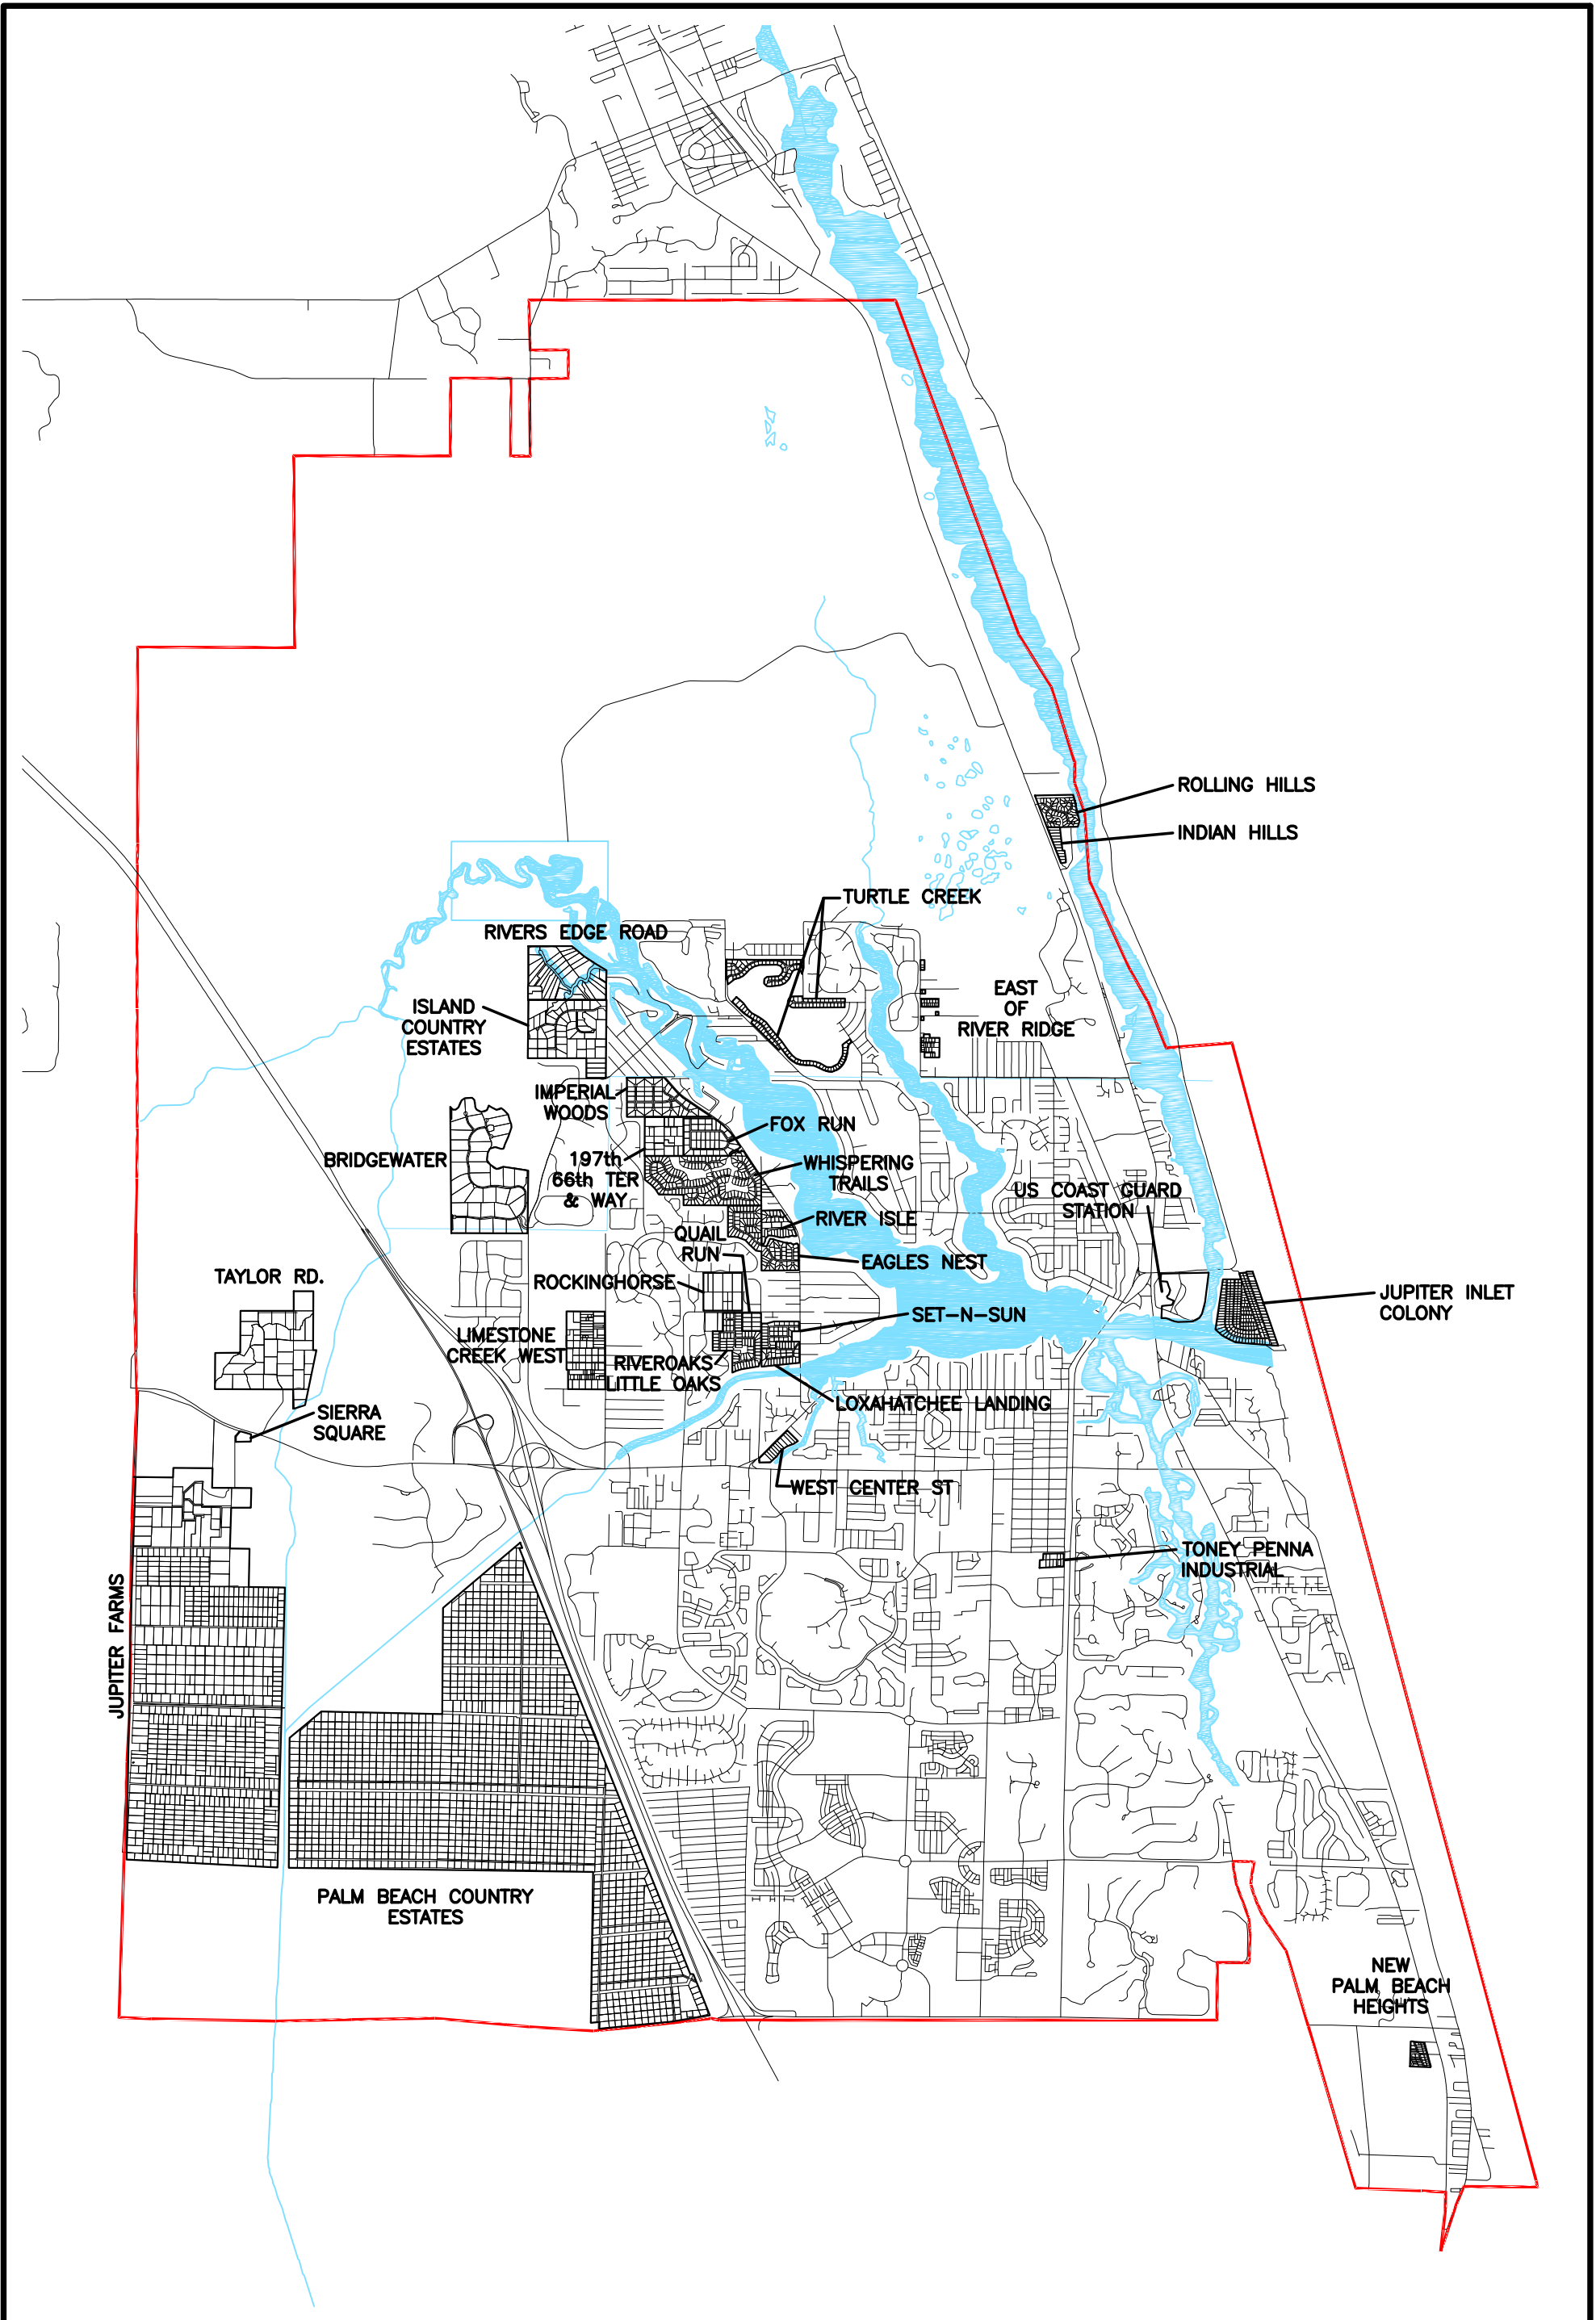 ROLLING HILLS
INDIAN HILLS
TURTLE CREEK
RIVERS EDGE ROAD
ISLAND
COUNTRY
ESTATES
EAST
OF
RIVER RIDGE
IMPERIAL
WOODS
FOX RUN
BRIDGEWATER
197th
66th TER
& WAY
WHISPERING
TRAILS
US COAST GUARD
STATION
RIVER ISLE
QUAIL
RUN
EAGLES NEST
TAYLOR RD.
ROCKINGHORSE
JUPITER INLET
COLONY
SET-N-SUN
LIMESTONE
CREEK WEST
RIVEROAKS
LITTLE OAKS
LOXAHATCHEE LANDING
SIERRA
SQUARE
WEST CENTER ST
TONEY PENNA
INDUSTRIAL
JUPITER FARMS
PALM BEACH COUNTRY
ESTATES
NEW
PALM BEACH
HEIGHTS